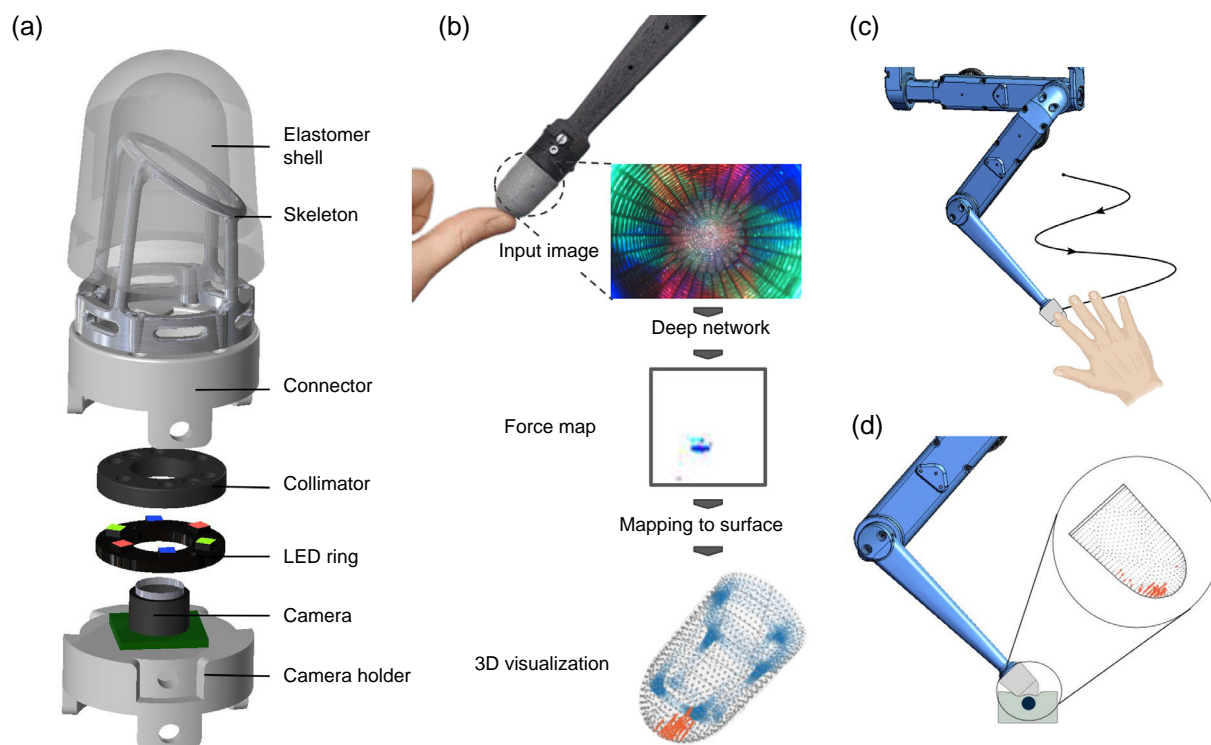 (a)
Elastomer
shell
Skeleton
Connector
Collimator
LED ring
Camera
Camera holder
(b)
Input image
Deep network
Force map
Mapping to surface
3D visualization
(c)
(d)